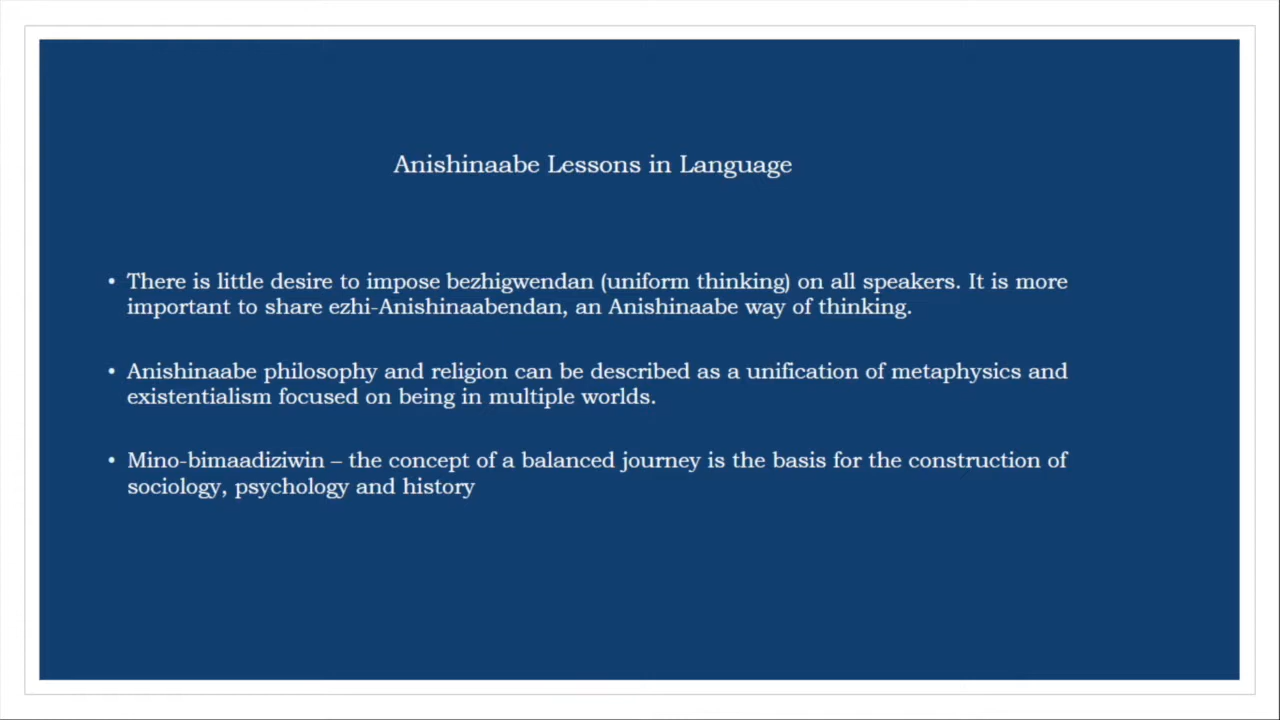 Anishinaabe Lessons in Language
• There is little desire to impose bezhigwendan (uniform thinking) on all speakers. It is more
important to share ezhi-Anishinaabendan, an Anishinaabe way of thinking.
• Anishinaabe philosophy and religion can be described as a unification of metaphysics and
existentialism focused on being in multiple worlds.
• Mino-bimaadiziwin – the concept of a balanced journey is the basis for the construction of
sociology, psychology and history